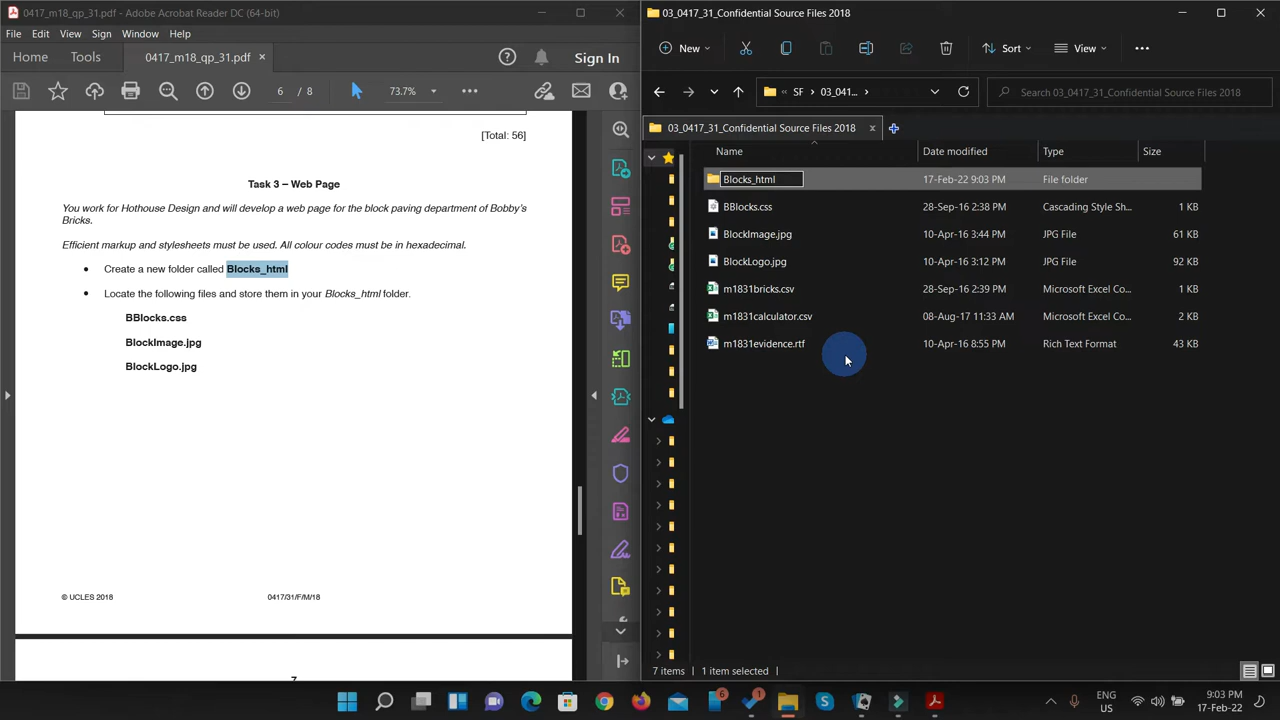 0417_m18_qp_31.pdf - Adobe Acrobat Reader DC (64-bit)
File Edit View Sign Window Help
Home Tools 0417_m18_qp_31.pdf Sign In
6 / 8 73.7%
[Total: 56]
Task 3 – Web Page
You work for Hothouse Design and will develop a web page for the block paving department of Bobby's
Bricks.
Efficient markup and stylesheets must be used. All colour codes must be in hexadecimal.
• Create a new folder called Blocks_html
• Locate the following files and store them in your Blocks_html folder.
BBlocks.css
BlockImage.jpg
BlockLogo.jpg
© UCLES 2018 0417/31/F/M/18
7
03_0417_31_Confidential Source Files 2018
New Sort View
SF 03_041... Search 03_0417_31_Confidential Source Files 2018
03_0417_31_Confidential Source Files 2018
Name Date modified Type Size
Blocks_html 17-Feb-22 9:03 PM File folder
BBlocks.css 28-Sep-16 2:38 PM Cascading Style Sh... 1 KB
BlockImage.jpg 10-Apr-16 3:44 PM JPG File 61 KB
BlockLogo.jpg 10-Apr-16 3:12 PM JPG File 92 KB
m1831bricks.csv 28-Sep-16 2:39 PM Microsoft Excel Co... 1 KB
m1831calculator.csv 08-Aug-17 11:33 AM Microsoft Excel Co... 2 KB
m1831evidence.rtf 10-Apr-16 8:55 PM Rich Text Format 43 KB
7 items 1 item selected
6
1
ENG
US
9:03 PM
17-Feb-22